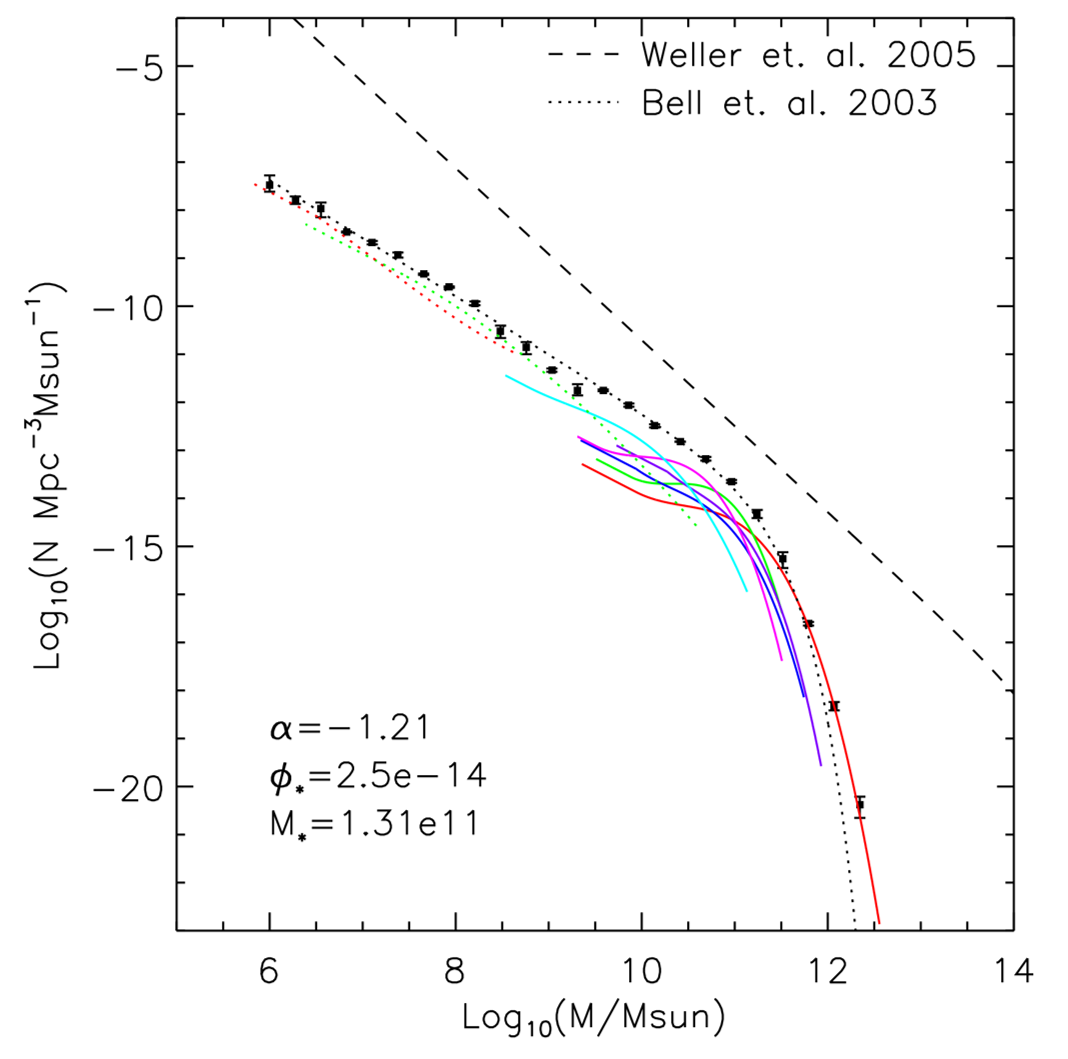 Weller et. al. 2005
Bell et. al. 2003
−5
−10
−15
−20
Log₁₀(N Mpc⁻³Msun⁻¹)
α=−1.21
ϕ⁎=2.5e−14
M⁎=1.31e11
6 8 10 12 14
Log₁₀(M/Msun)